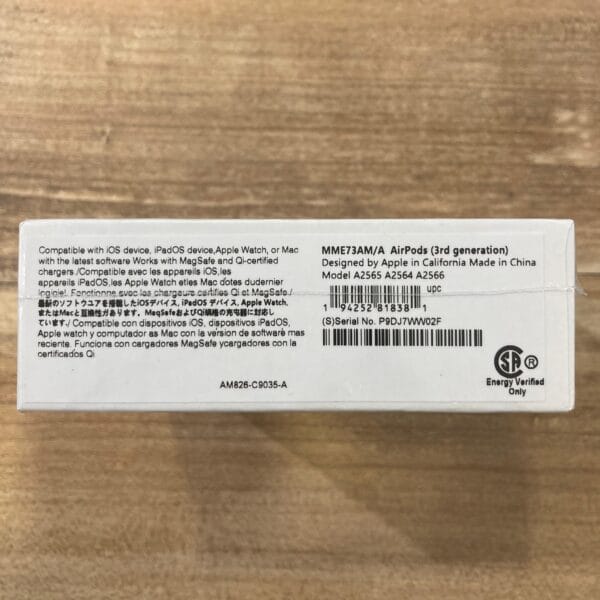 Compatible with iOS device, iPadOS device,Apple Watch, or Mac
with the latest software Works with MagSafe and Qi-certified
chargers /Compatible avec les appareils iOS,les
appareils iPadOS,les Apple Watch etles Mac dotes dudernier
logiciel. Fonctionne avec les chargeurs certifies Qi et MagSafe /
最新のソフトウエアを搭載したiOSデバイス, iPadOS デバイス, Apple Watch,
またはMacと互換性がありま す。MagSafeおよびQi規格の充電器に対応し
ています/ Compatible con dispositivos iOS, dispositivos iPadOS,
Apple watch y computador as Mac con la versión de software mas
reciente. Funciona con cargadores MagSafe ycargadores con la
certificados Qi
AM826-C9035-A
MME73AM/A AirPods (3rd generation)
Designed by Apple in California Made in China
Model A2565 A2564 A2566
upc
1 94252 81838 1
(S)Serial No. P9DJ7WW02F
SA ®
Energy Verified
Only